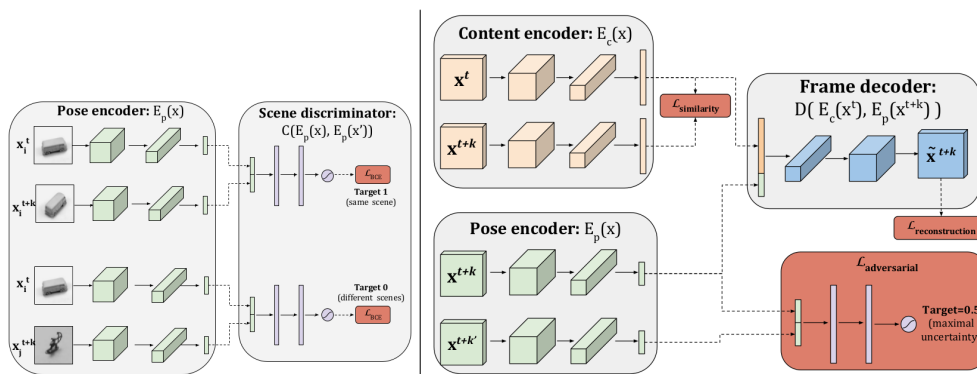 Pose encoder: E_p(x)
x_i^t
x_i^{t+k}
x_i^t
x_j^{t+k}
Scene discriminator:
C(E_p(x), E_p(x'))
ℒ_BCE
Target 1
(same scene)
Target 0
(different scenes)
ℒ_BCE
Content encoder: E_c(x)
x^t
x^{t+k}
ℒ_similarity
Pose encoder: E_p(x)
x^{t+k}
x^{t+k'}
Frame decoder:
D( E_c(x^t), E_p(x^{t+k}) )
x̃^{t+k}
ℒ_reconstruction
ℒ_adversarial
Target=0.5
(maximal
uncertainty)